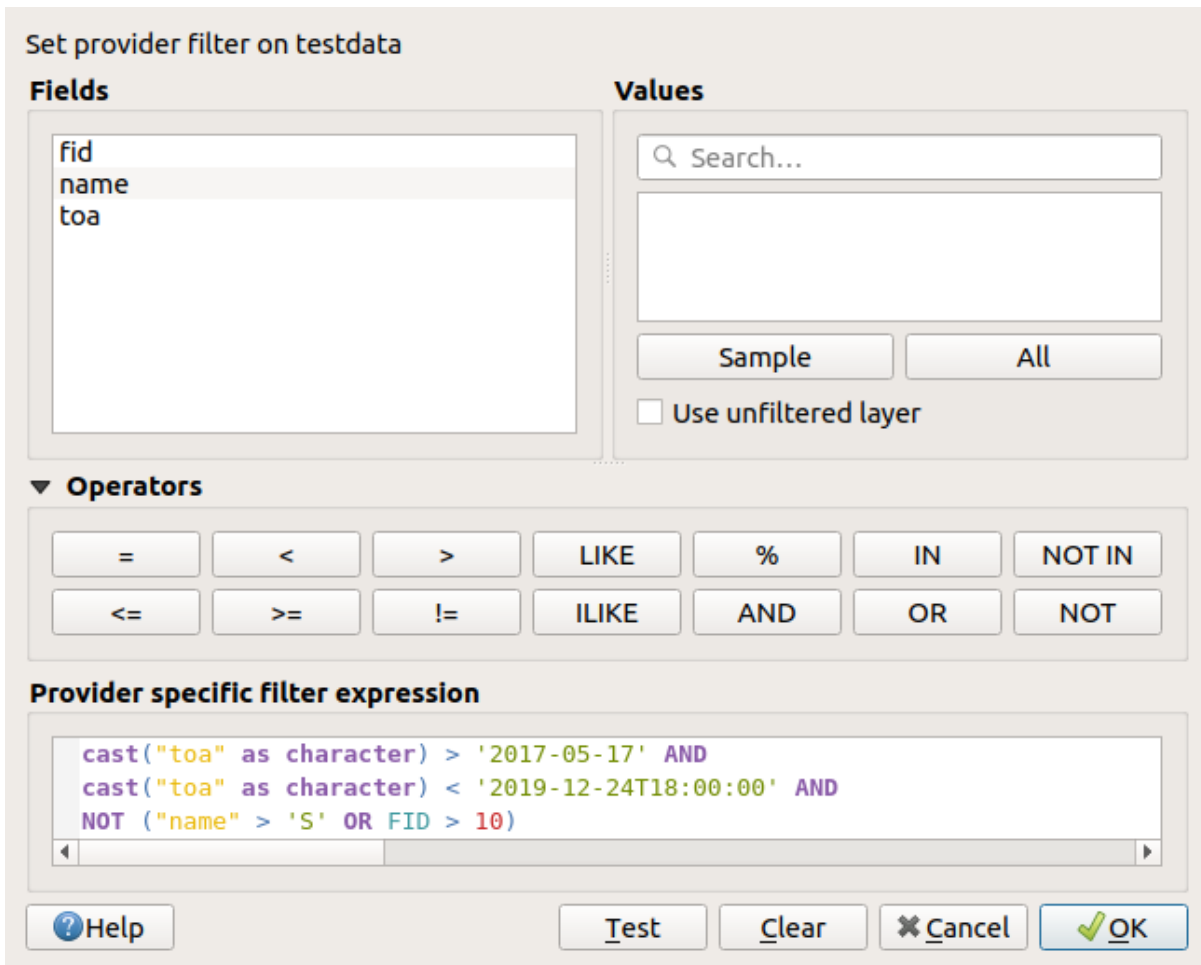 Set provider filter on testdata
Fields
Values
fid
name
toa
Search...
Sample
All
Use unfiltered layer
Operators
= < > LIKE % IN NOT IN
<= >= != ILIKE AND OR NOT
Provider specific filter expression
cast("toa" as character) > '2017-05-17' AND
cast("toa" as character) < '2019-12-24T18:00:00' AND
NOT ("name" > 'S' OR FID > 10)
Help Test Clear Cancel OK